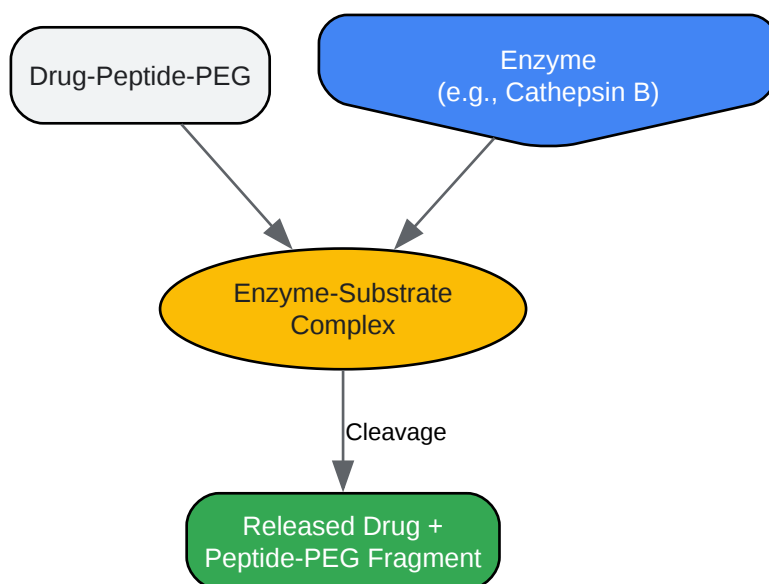 Drug-Peptide-PEG
Enzyme
(e.g., Cathepsin B)
Enzyme-Substrate
Complex
Cleavage
Released Drug +
Peptide-PEG Fragment